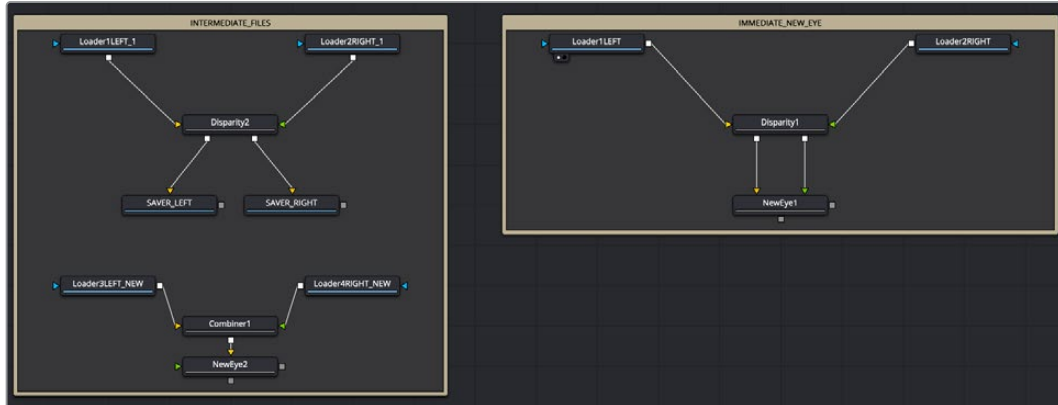 INTERMEDIATE_FILES
Loader1LEFT_1
Loader2RIGHT_1
Disparity2
SAVER_LEFT
SAVER_RIGHT
Loader3LEFT_NEW
Loader4RIGHT_NEW
Combiner1
NewEye2
IMMEDIATE_NEW_EYE
Loader1LEFT
Loader2RIGHT
Disparity1
NewEye1